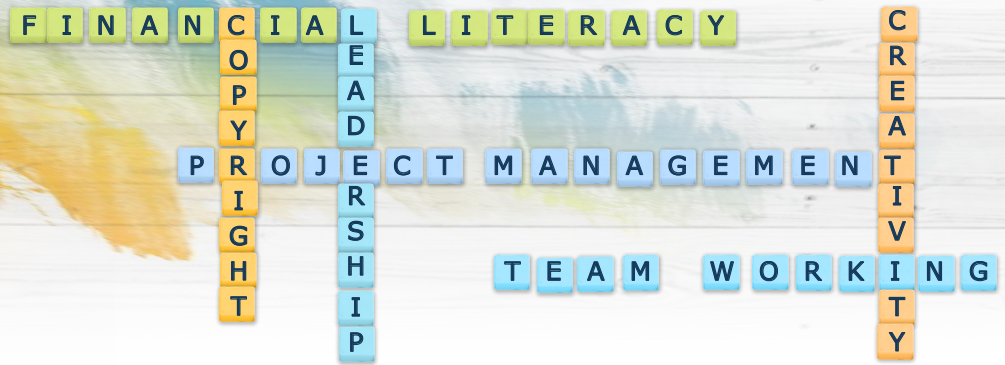 FINANCIAL LITERACY
COPYRIGHT
LEADERSHIP
CREATIVITY
PROJECT MANAGEMENT
TEAM WORKING